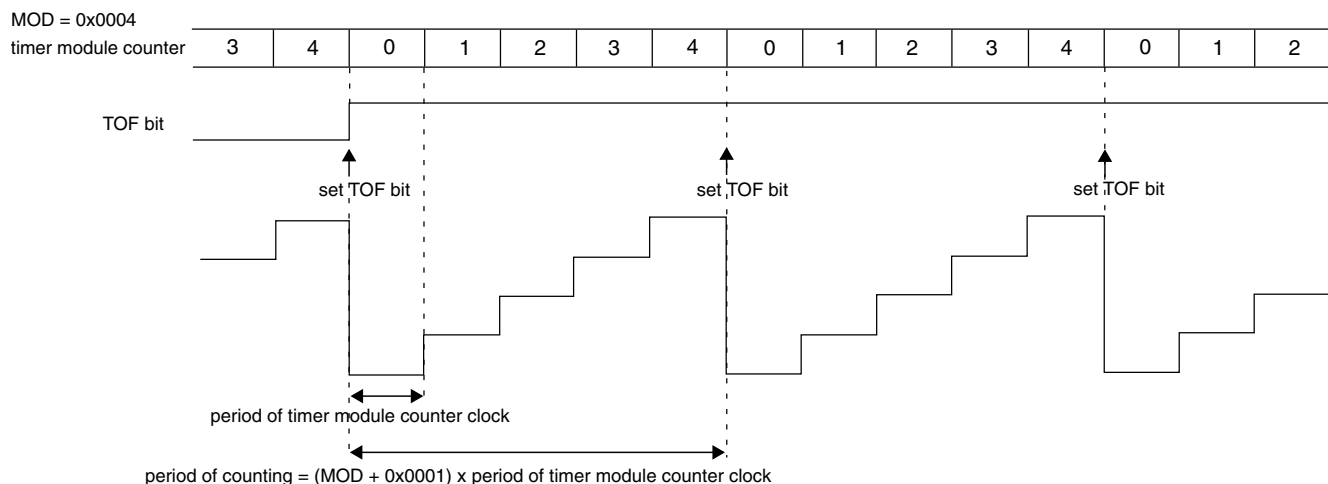 MOD = 0x0004
timer module counter 3 4 0 1 2 3 4 0 1 2 3 4 0 1 2
TOF bit
set TOF bit set TOF bit set TOF bit
period of timer module counter clock
period of counting = (MOD + 0x0001) x period of timer module counter clock